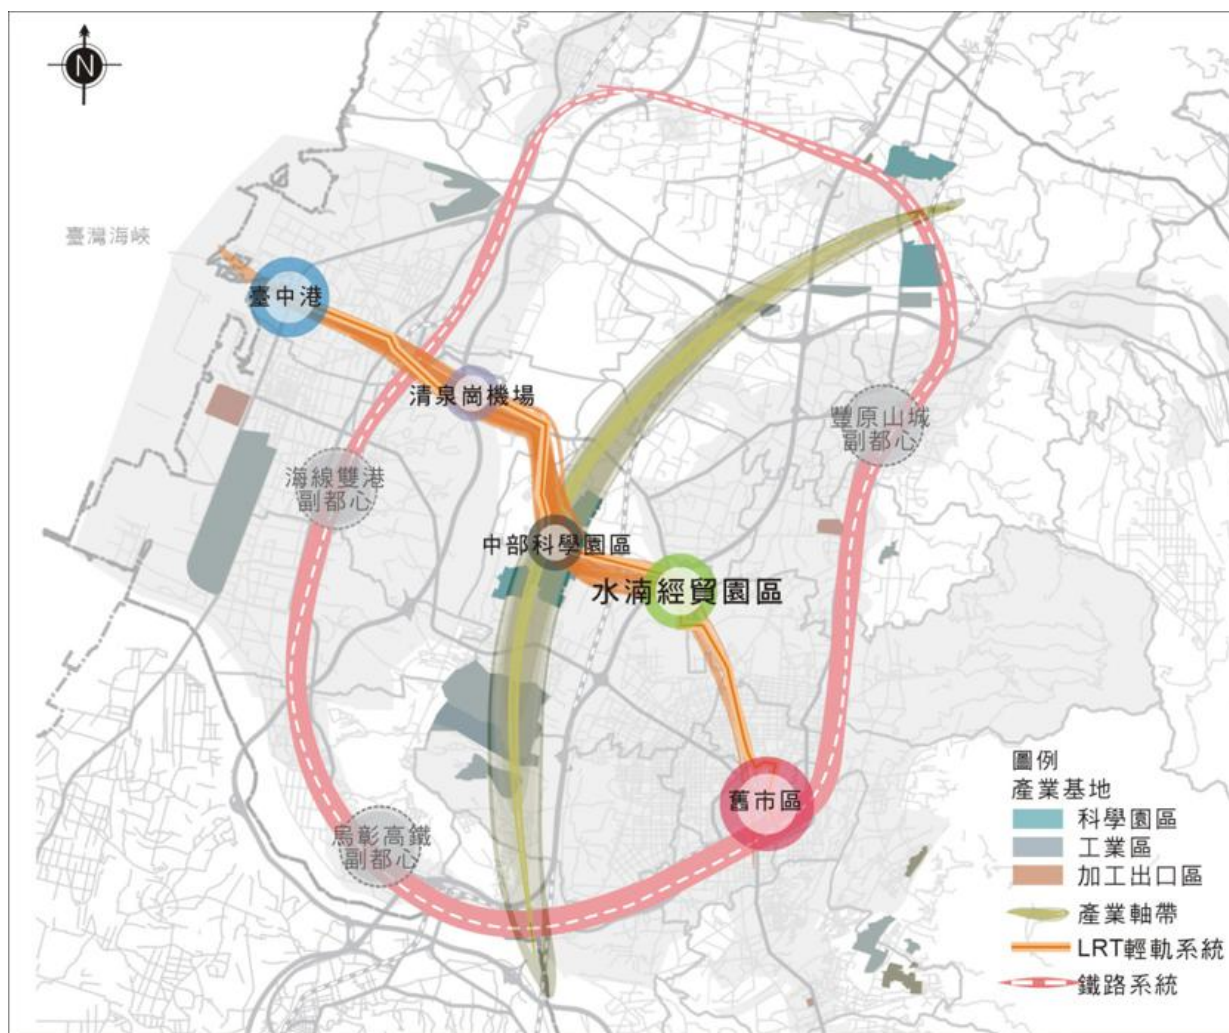 N
臺灣海峽
臺中港
清泉崗機場
豐原山城
副都心
海線雙港
副都心
中部科學園區
水湳經貿園區
舊市區
烏彰高鐵
副都心
圖例
產業基地
科學園區
工業區
加工出口區
產業軸帶
LRT輕軌系統
鐵路系統